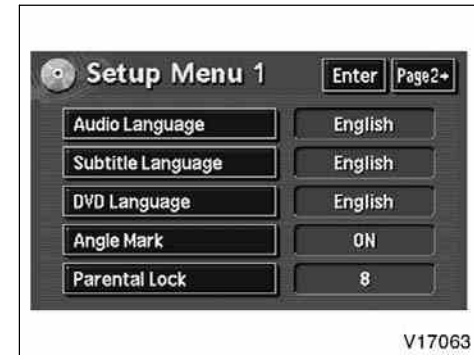 Setup Menu 1 Enter Page2→
Audio Language English
Subtitle Language English
DVD Language English
Angle Mark ON
Parental Lock 8
V17063